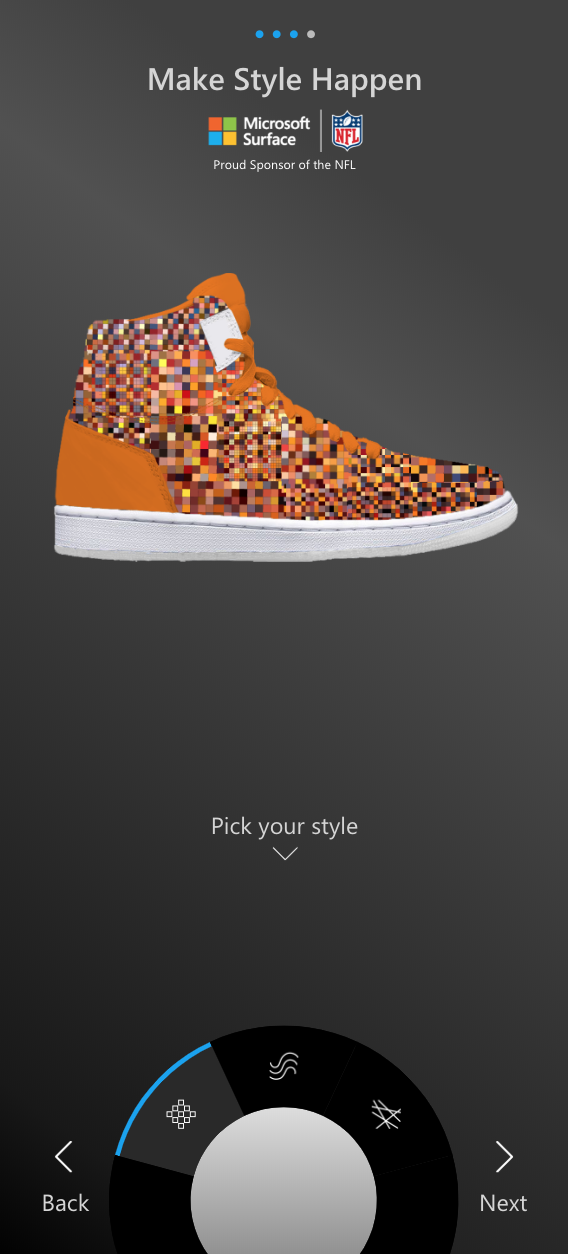 Make Style Happen
Microsoft
Surface
NFL
Proud Sponsor of the NFL
Pick your style
Back
Next